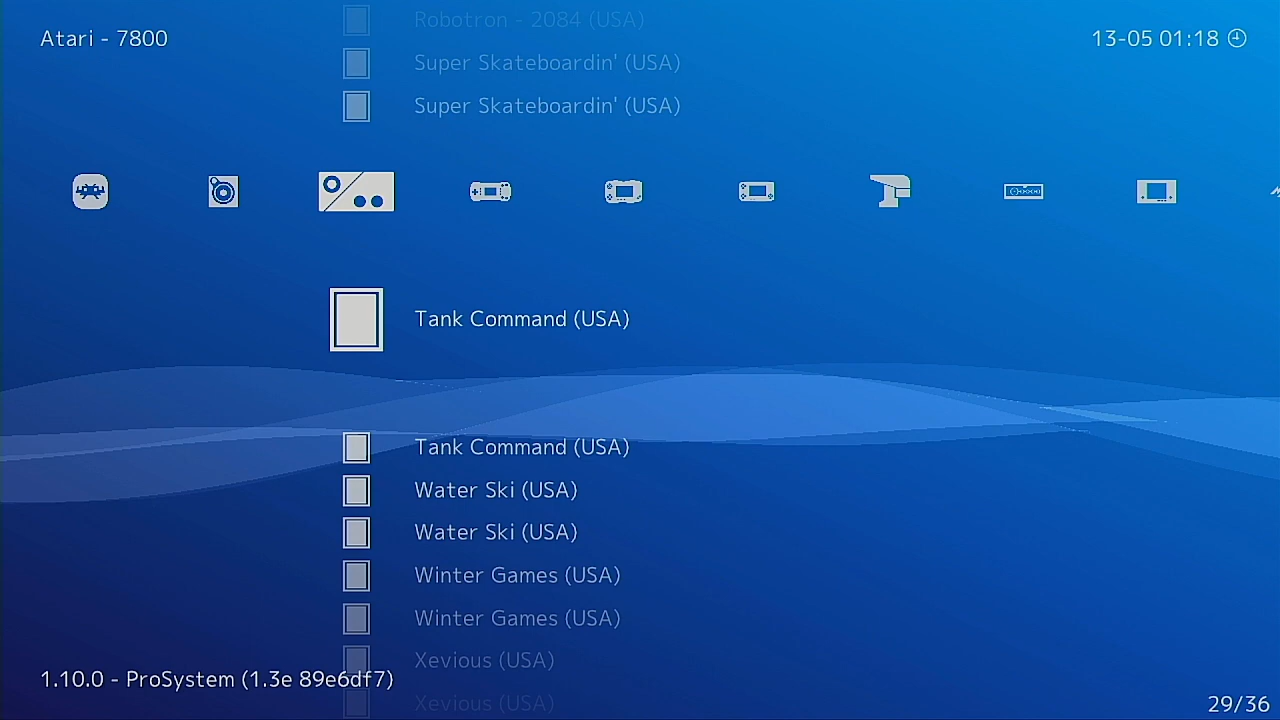 Robotron - 2084 (USA)
Atari - 7800
13-05 01:18
Super Skateboardin' (USA)
Super Skateboardin' (USA)
Tank Command (USA)
Tank Command (USA)
Water Ski (USA)
Water Ski (USA)
Winter Games (USA)
Winter Games (USA)
Xevious (USA)
1.10.0 - ProSystem (1.3e 89e6df7)
Xevious (USA)
29/36